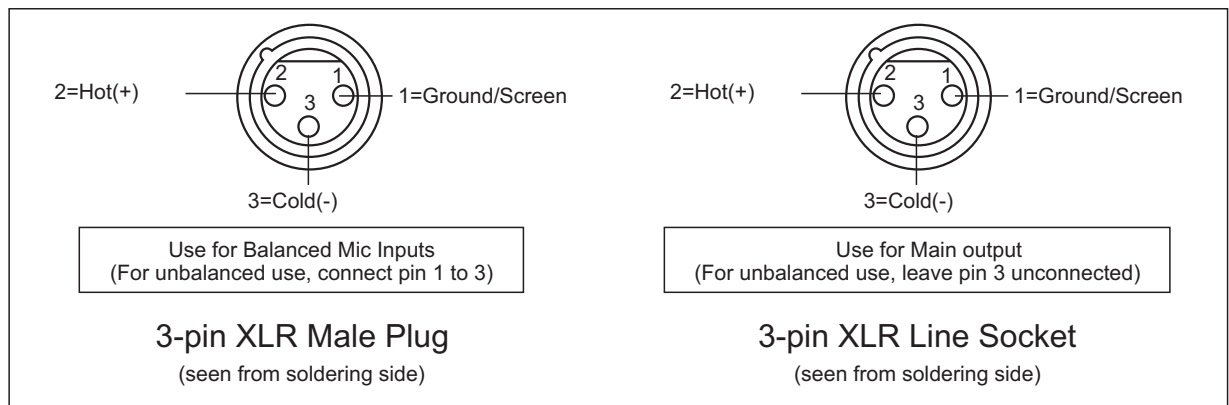 2
1
3
2=Hot(+)
1=Ground/Screen
3=Cold(-)
Use for Balanced Mic Inputs
(For unbalanced use, connect pin 1 to 3)
3-pin XLR Male Plug
(seen from soldering side)
2
1
3
2=Hot(+)
1=Ground/Screen
3=Cold(-)
Use for Main output
(For unbalanced use, leave pin 3 unconnected)
3-pin XLR Line Socket
(seen from soldering side)